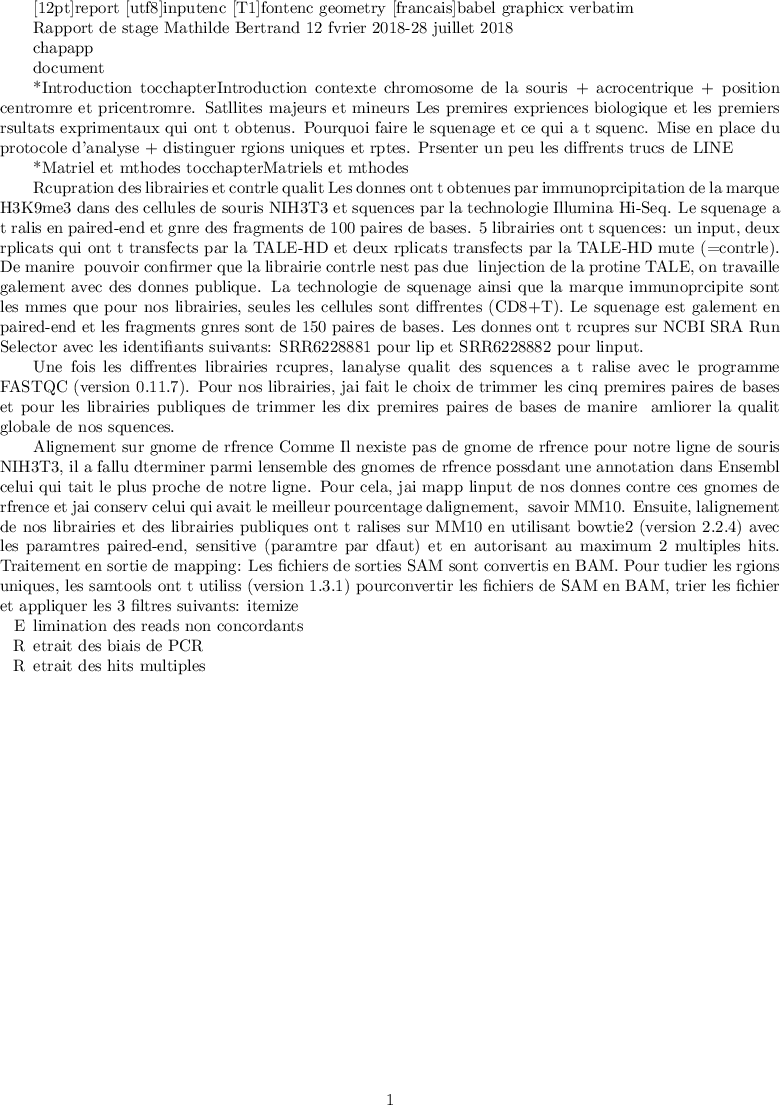 [12pt]report [utf8]inputenc [T1]fontenc geometry [francais]babel graphicx verbatim
Rapport de stage Mathilde Bertrand 12 fvrier 2018-28 juillet 2018
chapapp
document
*Introduction tocchapterIntroduction contexte chromosome de la souris + acrocentrique + position
centromre et pricentromre. Satllites majeurs et mineurs Les premires expriences biologique et les premiers
rsultats exprimentaux qui ont t obtenus. Pourquoi faire le squenage et ce qui a t squenc. Mise en place du
protocole d'analyse + distinguer rgions uniques et rptes. Prsenter un peu les diffrents trucs de LINE
*Matriel et mthodes tocchapterMatriels et mthodes
Rcupration des librairies et contrle qualit Les donnes ont t obtenues par immunoprcipitation de la marque
H3K9me3 dans des cellules de souris NIH3T3 et squences par la technologie Illumina Hi-Seq. Le squenage a
t ralis en paired-end et gnre des fragments de 100 paires de bases. 5 librairies ont t squences: un input, deux
rplicats qui ont t transfects par la TALE-HD et deux rplicats transfects par la TALE-HD mute (=contrle).
De manire pouvoir confirmer que la librairie contrle nest pas due linjection de la protine TALE, on travaille
galement avec des donnes publique. La technologie de squenage ainsi que la marque immunoprcipite sont
les mmes que pour nos librairies, seules les cellules sont diffrentes (CD8+T). Le squenage est galement en
paired-end et les fragments gnres sont de 150 paires de bases. Les donnes ont t rcupres sur NCBI SRA Run
Selector avec les identifiants suivants: SRR6228881 pour lip et SRR6228882 pour linput.
Une fois les diffrentes librairies rcupres, lanalyse qualit des squences a t ralise avec le programme
FASTQC (version 0.11.7). Pour nos librairies, jai fait le choix de trimmer les cinq premires paires de bases
et pour les librairies publiques de trimmer les dix premires paires de bases de manire amliorer la qualit
globale de nos squences.
Alignement sur gnome de rfrence Comme Il nexiste pas de gnome de rfrence pour notre ligne de souris
NIH3T3, il a fallu dterminer parmi lensemble des gnomes de rfrence possdant une annotation dans Ensembl
celui qui tait le plus proche de notre ligne. Pour cela, jai mapp linput de nos donnes contre ces gnomes de
rfrence et jai conserv celui qui avait le meilleur pourcentage dalignement, savoir MM10. Ensuite, lalignement
de nos librairies et des librairies publiques ont t ralises sur MM10 en utilisant bowtie2 (version 2.2.4) avec
les paramtres paired-end, sensitive (paramtre par dfaut) et en autorisant au maximum 2 multiples hits.
Traitement en sortie de mapping: Les fichiers de sorties SAM sont convertis en BAM. Pour tudier les rgions
uniques, les samtools ont t utiliss (version 1.3.1) pourconvertir les fichiers de SAM en BAM, trier les fichier
et appliquer les 3 filtres suivants: itemize
E limination des reads non concordants
R etrait des biais de PCR
R etrait des hits multiples
1